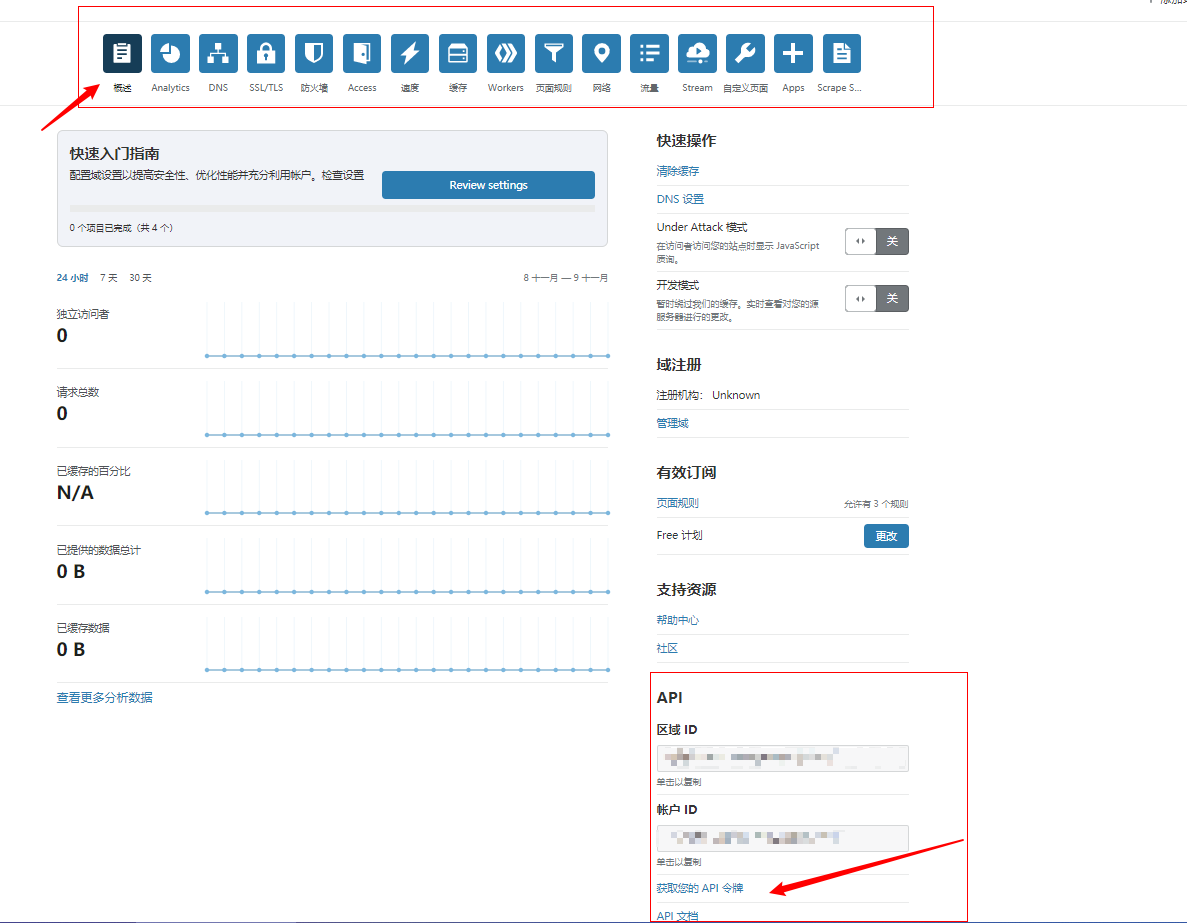 概述 Analytics DNS SSL/TLS 防火墙 Access 速度 缓存 Workers 页面规则 网络 流量 Stream 自定义页面 Apps Scrape S...
快速入门指南
配置域设置以提高安全性、优化性能并充分利用帐户。检查设置
Review settings
0 个项目已完成（共 4 个）
24 小时 7 天 30 天
8 十一月 — 9 十一月
独立访问者
0
请求总数
0
已缓存的百分比
N/A
已提供的数据总计
0 B
已缓存数据
0 B
查看更多分析数据
快速操作
清除缓存
DNS 设置
Under Attack 模式
在访问者访问您的站点时显示 JavaScript
质询。
关
开发模式
暂时绕过我们的缓存。实时查看对您的源
服务器进行的更改。
关
域注册
注册机构： Unknown
管理域
有效订阅
页面规则 允许有 3 个规则
Free 计划 更改
支持资源
帮助中心
社区
API
区域 ID
单击以复制
帐户 ID
单击以复制
获取您的 API 令牌
API 文档